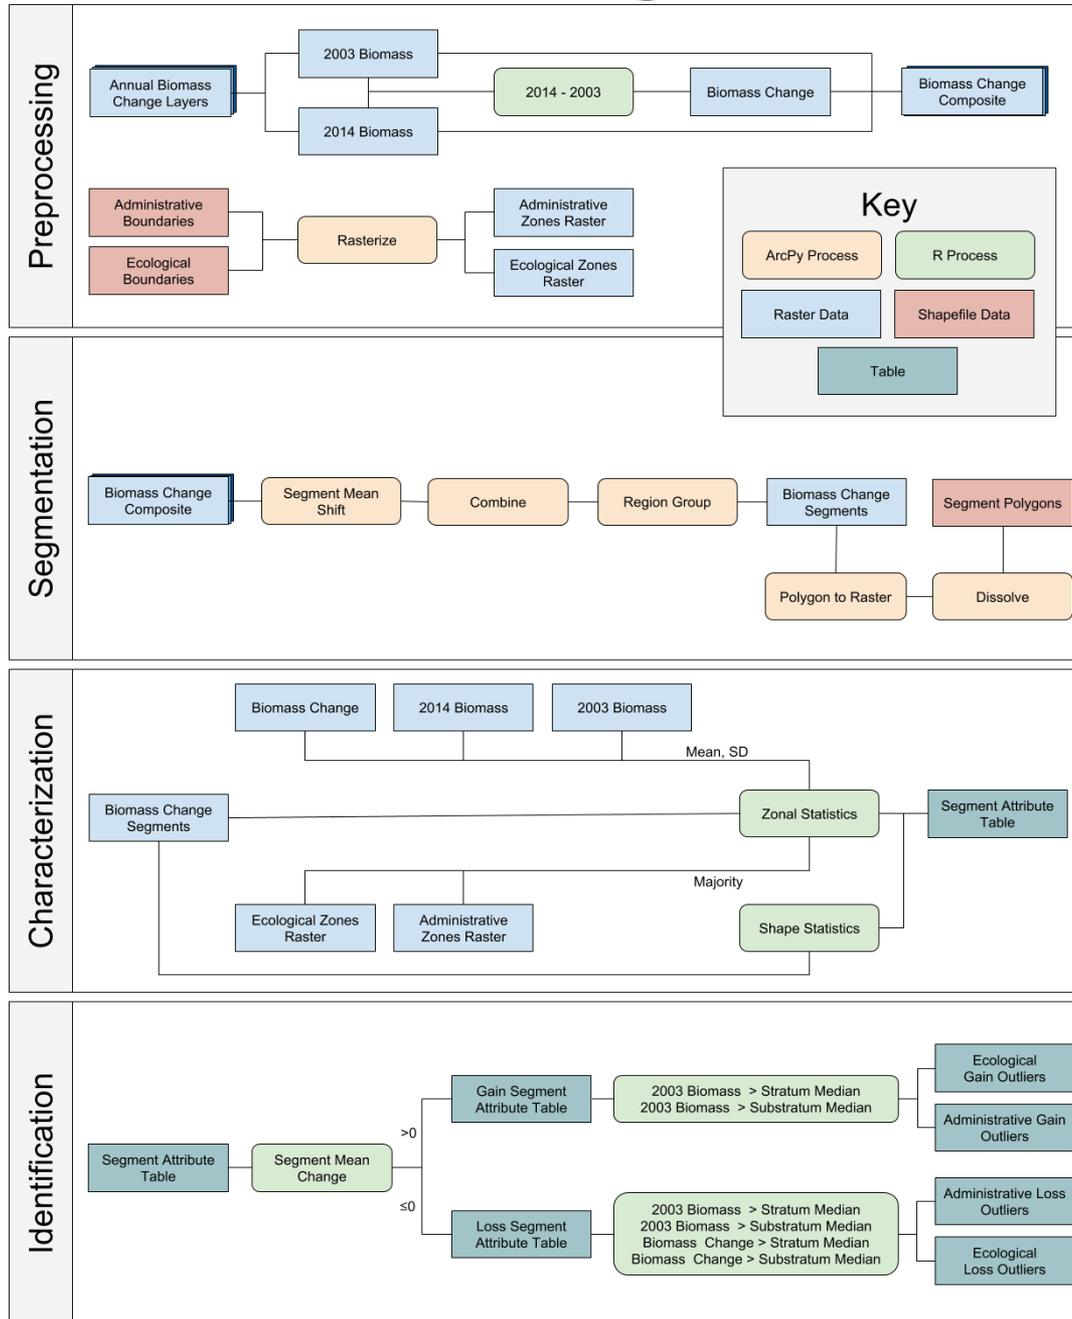 Preprocessing
Annual Biomass
Change Layers
2003 Biomass
2014 Biomass
2014 - 2003
Biomass Change
Biomass Change
Composite
Administrative
Boundaries
Ecological
Boundaries
Rasterize
Administrative
Zones Raster
Ecological Zones
Raster
Key
ArcPy Process
R Process
Raster Data
Shapefile Data
Table
Segmentation
Biomass Change
Composite
Segment Mean
Shift
Combine
Region Group
Biomass Change
Segments
Segment Polygons
Polygon to Raster
Dissolve
Characterization
Biomass Change
2014 Biomass
2003 Biomass
Mean, SD
Biomass Change
Segments
Zonal Statistics
Segment Attribute
Table
Majority
Ecological Zones
Raster
Administrative
Zones Raster
Shape Statistics
Identification
Segment Attribute
Table
Segment Mean
Change
>0
≤0
Gain Segment
Attribute Table
2003 Biomass > Stratum Median
2003 Biomass > Substratum Median
Ecological
Gain Outliers
Administrative Gain
Outliers
Loss Segment
Attribute Table
2003 Biomass > Stratum Median
2003 Biomass > Substratum Median
Biomass Change > Stratum Median
Biomass Change > Substratum Median
Administrative Loss
Outliers
Ecological
Loss Outliers